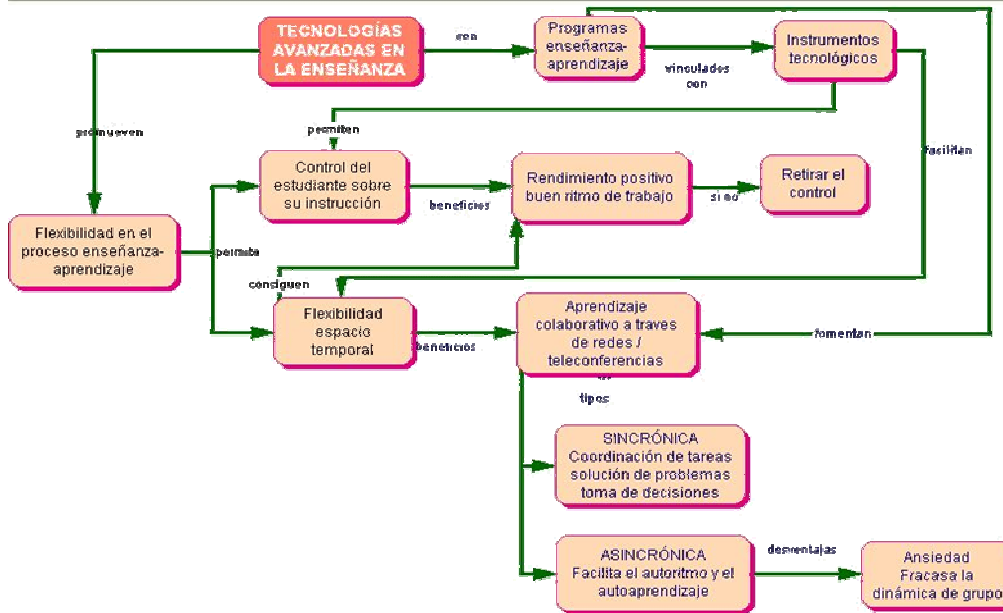 TECNOLOGÍAS
AVANZADAS EN
LA ENSEÑANZA
con
Programas
enseñanza-
aprendizaje
vinculados
con
Instrumentos
tecnológicos
promueven
permiten
facilitan
Control del
estudiante sobre
su instrucción
beneficios
Rendimiento positivo
buen ritmo de trabajo
si no
Retirar el
control
Flexibilidad en el
proceso enseñanza-
aprendizaje
permite
consiguen
Flexibilidad
espacio
temporal
beneficios
Aprendizaje
colaborativo a traves
de redes /
teleconferencias
fomentan
tipos
SINCRÓNICA
Coordinación de tareas
solución de problemas
toma de decisiones
ASINCRÓNICA
Facilita el autoritmo y el
autoaprendizaje
desventajas
Ansiedad
Fracasa la
dinámica de grupo